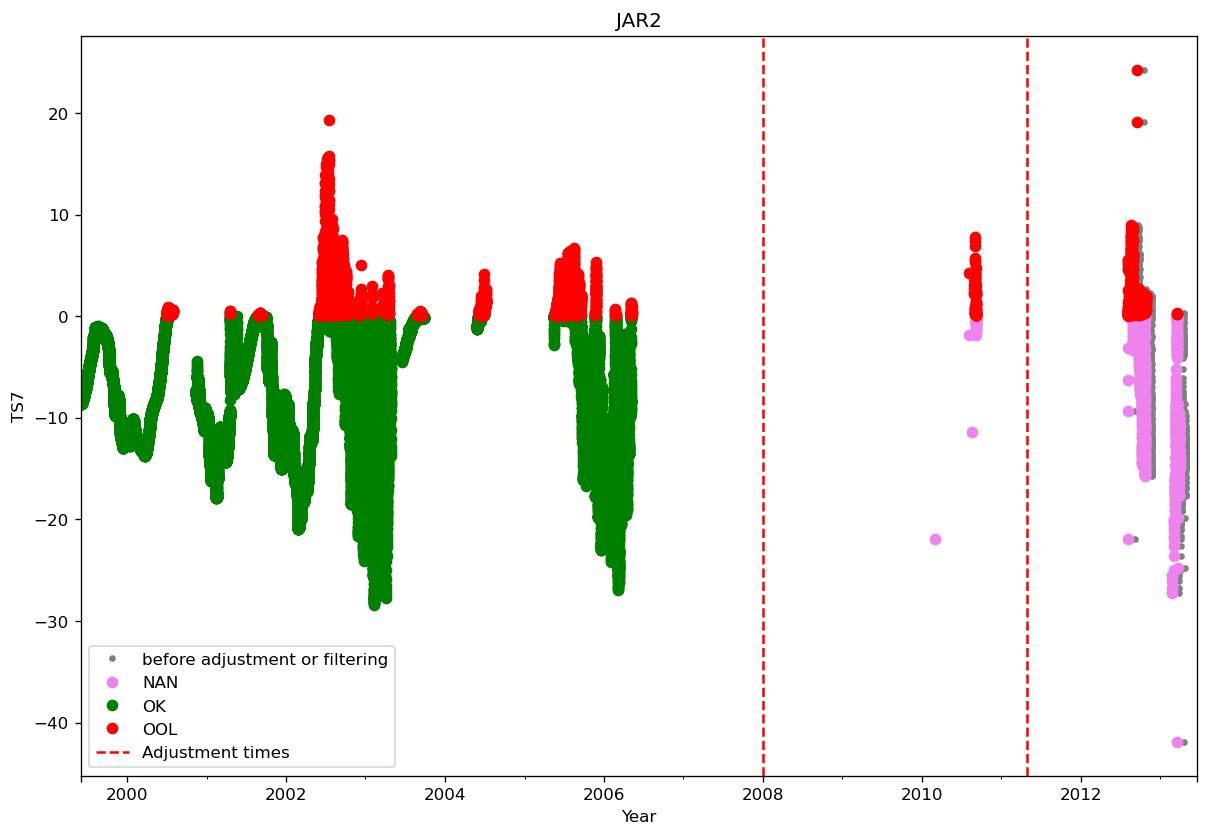 JAR2
20
10
0
−10
−20
−30
−40
TS7
before adjustment or filtering
NAN
OK
OOL
Adjustment times
2000 2002 2004 2006 2008 2010 2012
Year